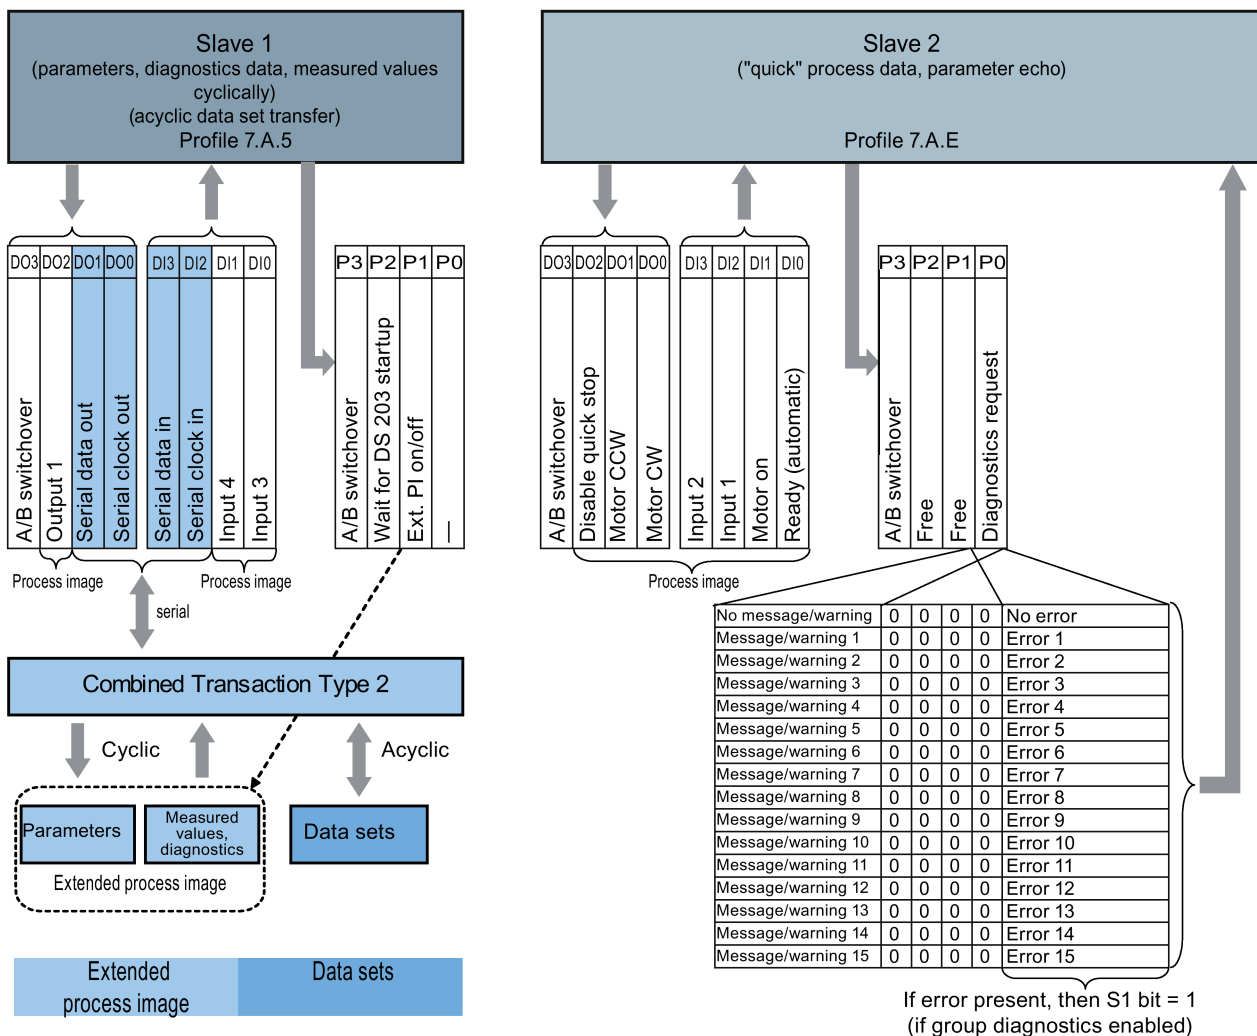 Slave 1
(parameters, diagnostics data, measured values
cyclically)
(acyclic data set transfer)
Profile 7.A.5
Slave 2
("quick" process data, parameter echo)
Profile 7.A.E
DO3 DO2 DO1 DO0
DI3 DI2 DI1 DI0
P3 P2 P1 P0
A/B switchover
Output 1
Serial data out
Serial clock out
Serial data in
Serial clock in
Input 4
Input 3
A/B switchover
Wait for DS 203 startup
Ext. PI on/off
—
DO3 DO2 DO1 DO0
DI3 DI2 DI1 DI0
P3 P2 P1 P0
A/B switchover
Disable quick stop
Motor CCW
Motor CW
Input 2
Input 1
Motor on
Ready (automatic)
A/B switchover
Free
Free
Diagnostics request
Process image
Process image
Process image
serial
Combined Transaction Type 2
Cyclic
Acyclic
Parameters
Measured
values,
diagnostics
Data sets
Extended process image
Extended
process image
Data sets
No message/warning 0 0 0 0 No error
Message/warning 1 0 0 0 0 Error 1
Message/warning 2 0 0 0 0 Error 2
Message/warning 3 0 0 0 0 Error 3
Message/warning 4 0 0 0 0 Error 4
Message/warning 5 0 0 0 0 Error 5
Message/warning 6 0 0 0 0 Error 6
Message/warning 7 0 0 0 0 Error 7
Message/warning 8 0 0 0 0 Error 8
Message/warning 9 0 0 0 0 Error 9
Message/warning 10 0 0 0 0 Error 10
Message/warning 11 0 0 0 0 Error 11
Message/warning 12 0 0 0 0 Error 12
Message/warning 13 0 0 0 0 Error 13
Message/warning 14 0 0 0 0 Error 14
Message/warning 15 0 0 0 0 Error 15
If error present, then S1 bit = 1
(if group diagnostics enabled)